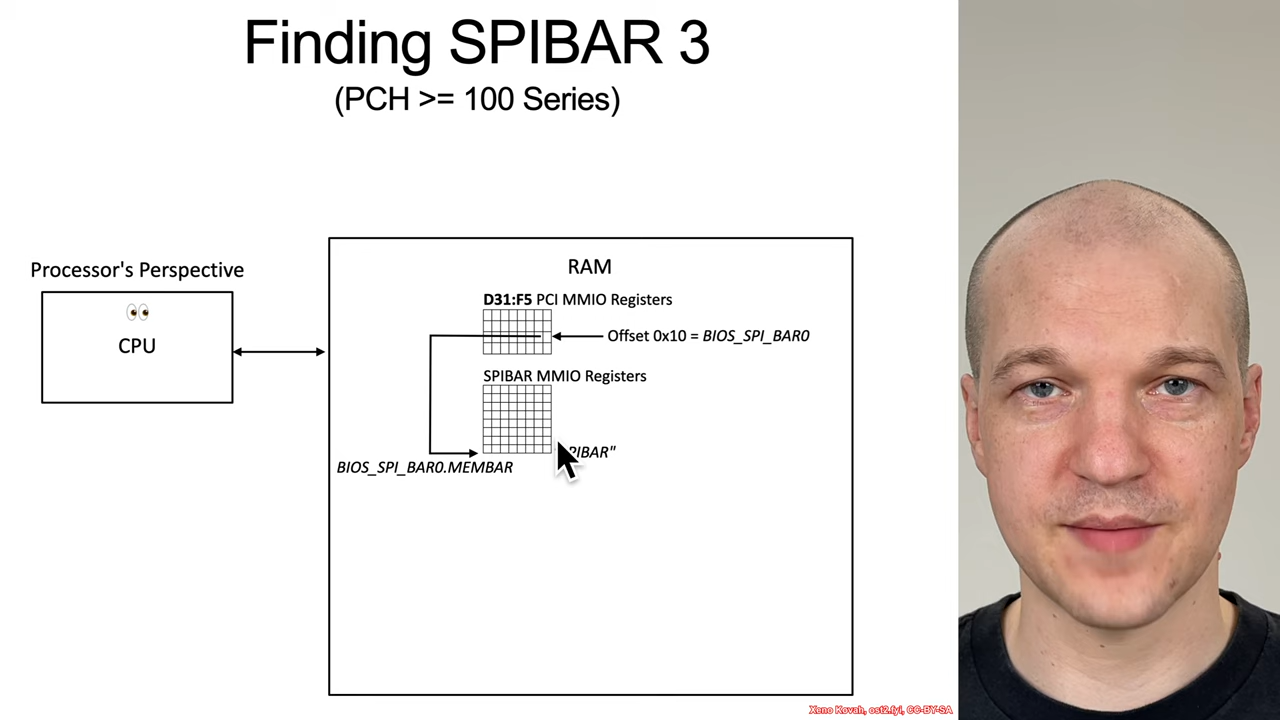 Finding SPIBAR 3
(PCH >= 100 Series)
Processor's Perspective
CPU
RAM
D31:F5 PCI MMIO Registers
Offset 0x10 = BIOS_SPI_BAR0
SPIBAR MMIO Registers
PIBAR"
BIOS_SPI_BAR0.MEMBAR
Xeno Kovah, ost2.fyi, CC-BY-SA